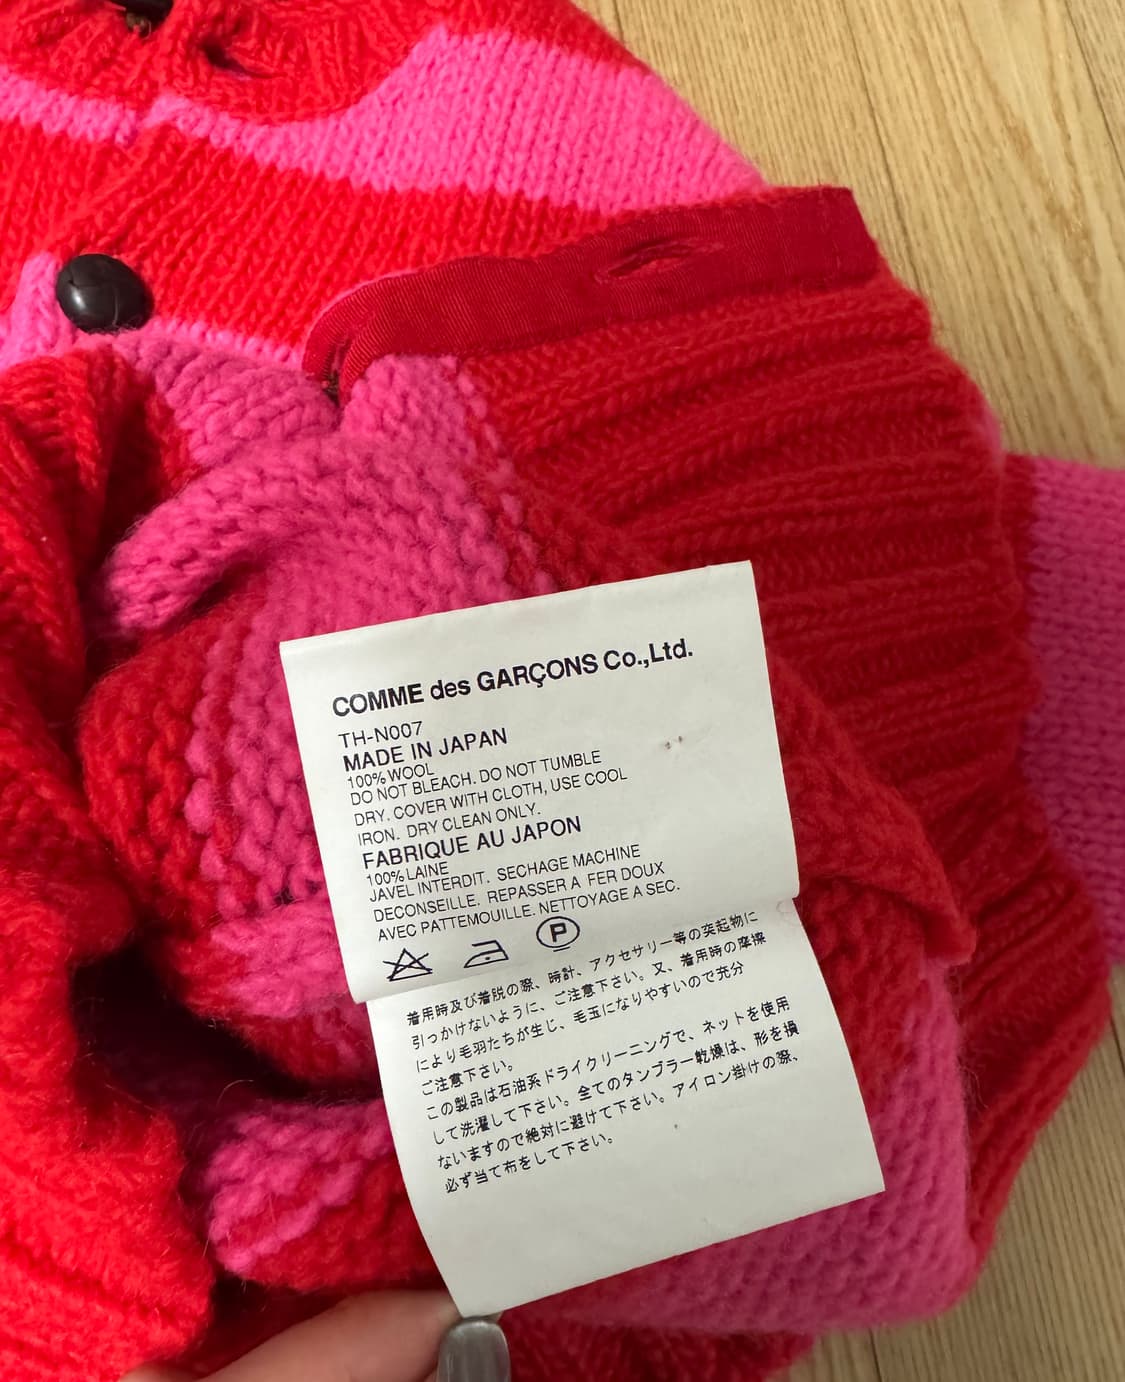 COMME des GARÇONS Co.,Ltd.
TH-N007
MADE IN JAPAN
100% WOOL
DO NOT BLEACH. DO NOT TUMBLE
DRY. COVER WITH CLOTH, USE COOL
IRON. DRY CLEAN ONLY.
FABRIQUE AU JAPON
100% LAINE
JAVEL INTERDIT. SECHAGE MACHINE
DECONSEILLE. REPASSER A FER DOUX
AVEC PATTEMOUILLE. NETTOYAGE A SEC.
P
着用時及び着脱の際、時計、アクセサリー等の突起物に
引っかけないように、ご注意下さい。又、着用時の摩擦
により毛羽たちが生じ、毛玉になりやすいので充分
ご注意下さい。
この製品は石油系ドライクリーニングで、ネットを使用
して洗濯して下さい。全てのタンブラー乾燥は、形を損
ないますので絶対に避けて下さい。アイロン掛けの際、
必ず当て布をして下さい。